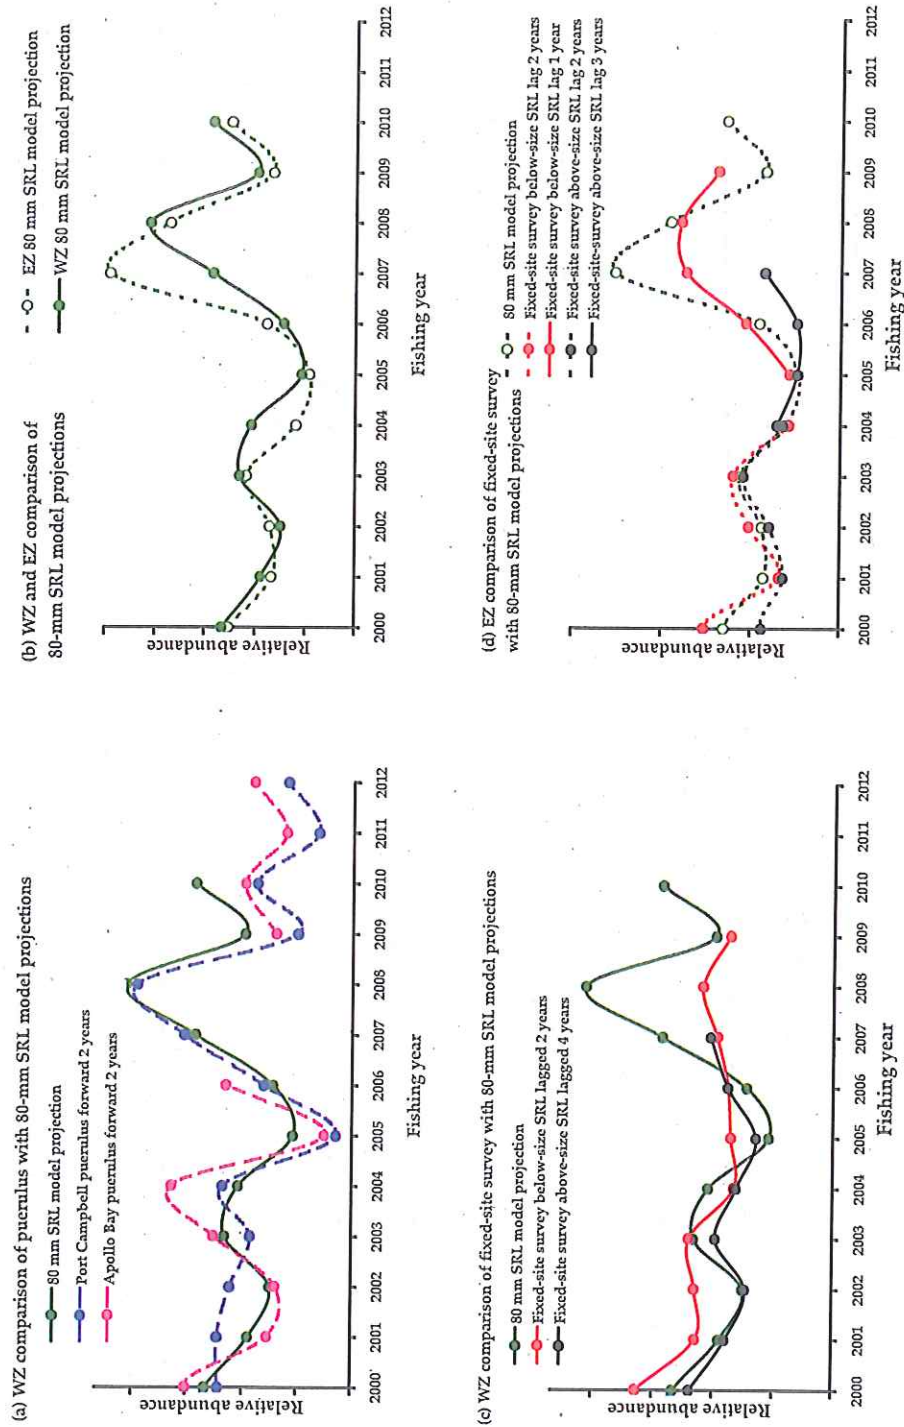 (a) WZ comparison of puerulus with 80-mm SRL model projections
80 mm SRL model projection
Port Campbell puerulus forward 2 years
Apollo Bay puerulus forward 2 years
Relative abundance
2000
2001
2002
2003
2004
2005
2006
2007
2008
2009
2010
2011
2012
Fishing year
(b) WZ and EZ comparison of
80-mm SRL model projections
EZ 80 mm SRL model projection
WZ 80 mm SRL model projection
Relative abundance
2000
2001
2002
2003
2004
2005
2006
2007
2008
2009
2010
2011
2012
Fishing year
(c) WZ comparison of fixed-site survey with 80-mm SRL model projections
80 mm SRL model projection
Fixed-site survey below-size SRL lagged 2 years
Fixed-site survey above-size SRL lagged 4 years
Relative abundance
2000
2001
2002
2003
2004
2005
2006
2007
2008
2009
2010
2011
2012
Fishing year
(d) EZ comparison of fixed-site survey
with 80-mm SRL model projections
80 mm SRL model projection
Fixed-site survey below-size SRL lag 2 years
Fixed-site survey below-size SRL lag 1 year
Fixed-site survey above-size SRL lag 2 years
Fixed-site-survey above-size SRL lag 3 years
Relative abundance
2000
2001
2002
2003
2004
2005
2006
2007
2008
2009
2010
2011
2012
Fishing year